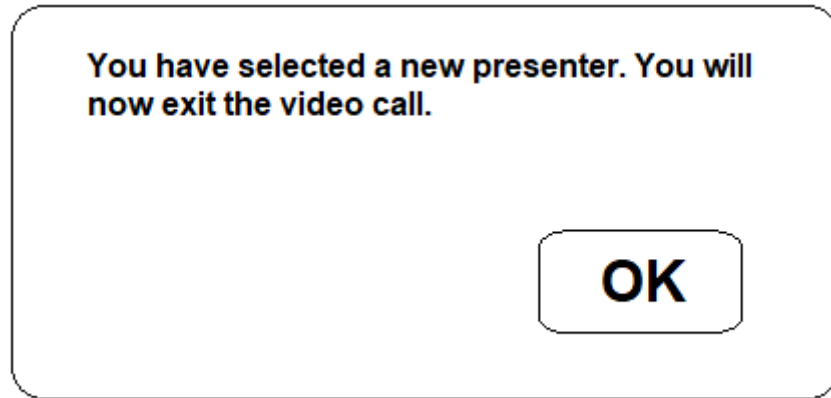 You have selected a new presenter. You will
now exit the video call.
OK